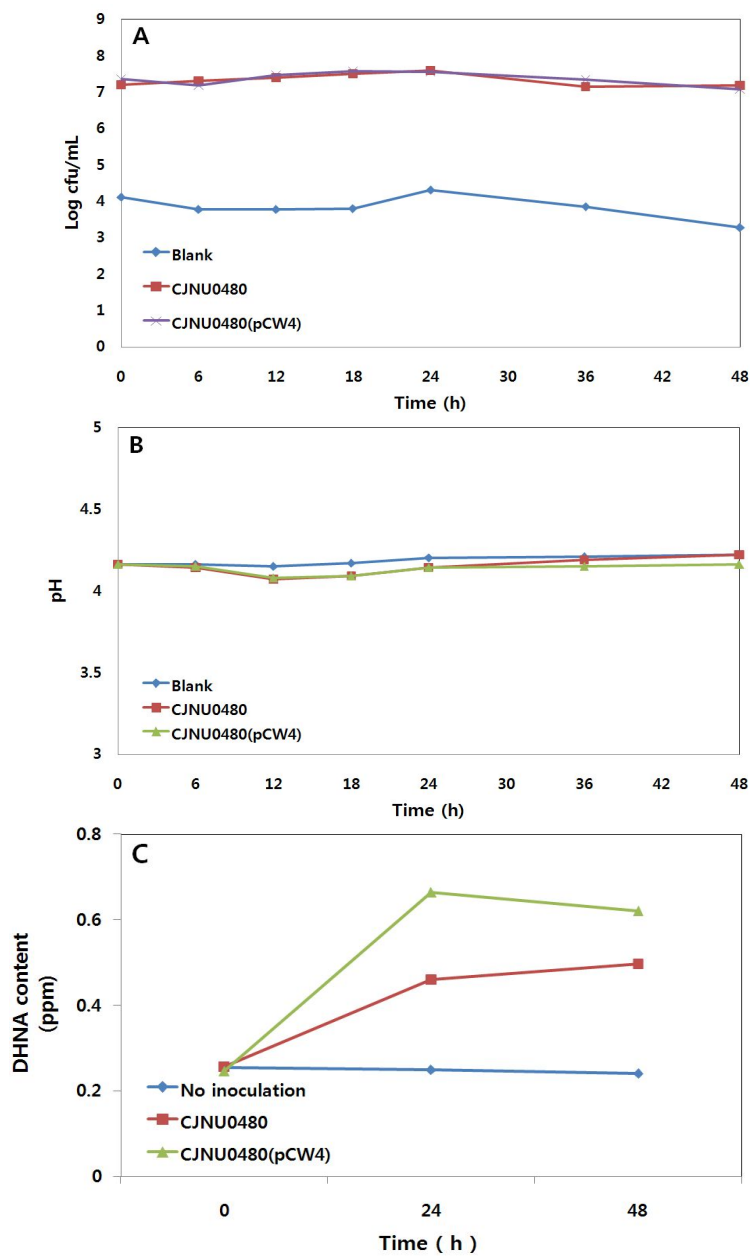 A
9
8
7
6
5
4
3
2
1
0
Log cfu/mL
Blank
CJNU0480
CJNU0480(pCW4)
0 6 12 18 24 30 36 42 48
Time (h)
B
5
4.5
4
3.5
3
pH
Blank
CJNU0480
CJNU0480(pCW4)
0 6 12 18 24 30 36 42 48
Time (h)
C
0.8
0.6
0.4
0.2
0
DHNA content
(ppm)
No inoculation
CJNU0480
CJNU0480(pCW4)
0 24 48
Time ( h )